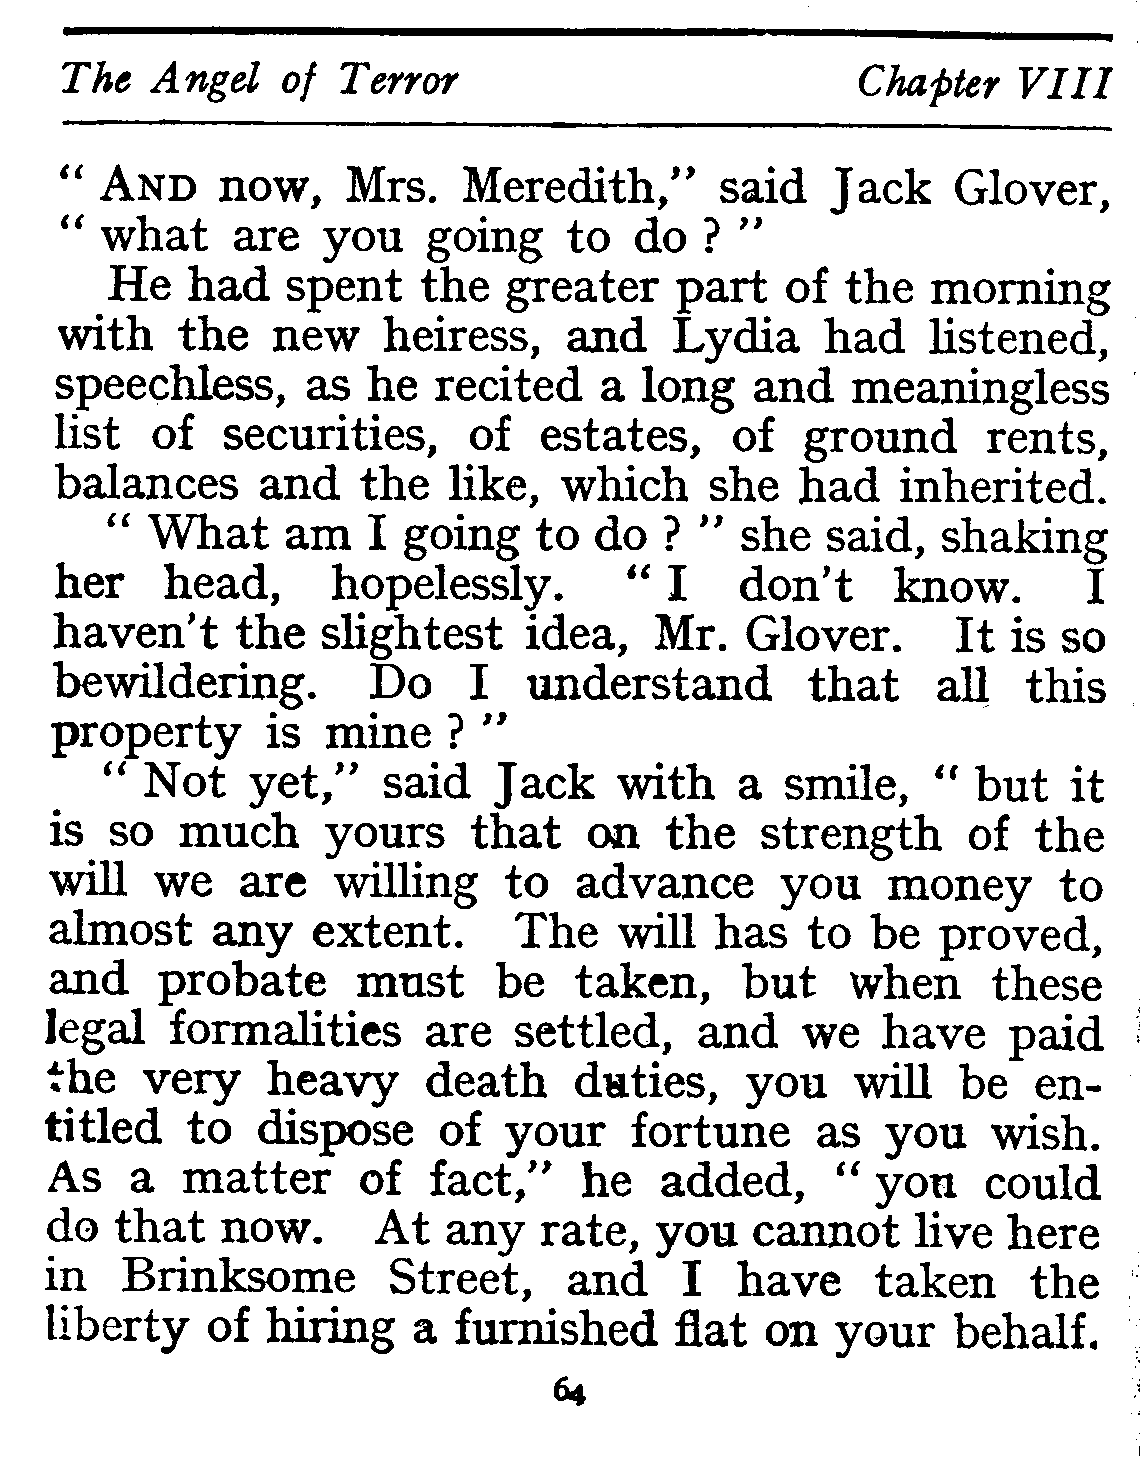 The Angel of Terror Chapter VIII
“ AND now, Mrs. Meredith,” said Jack Glover,
“ what are you going to do ? ”
He had spent the greater part of the morning
with the new heiress, and Lydia had listened,
speechless, as he recited a long and meaningless
list of securities, of estates, of ground rents,
balances and the like, which she had inherited.
“ What am I going to do ? ” she said, shaking
her head, hopelessly. “ I don't know. I
haven't the slightest idea, Mr. Glover. It is so
bewildering. Do I understand that all this
property is mine ? ”
“ Not yet,” said Jack with a smile, “ but it
is so much yours that on the strength of the
will we are willing to advance you money to
almost any extent. The will has to be proved,
and probate must be taken, but when these
legal formalities are settled, and we have paid
the very heavy death duties, you will be en-
titled to dispose of your fortune as you wish.
As a matter of fact,” he added, “ you could
do that now. At any rate, you cannot live here
in Brinksome Street, and I have taken the
liberty of hiring a furnished flat on your behalf.
64